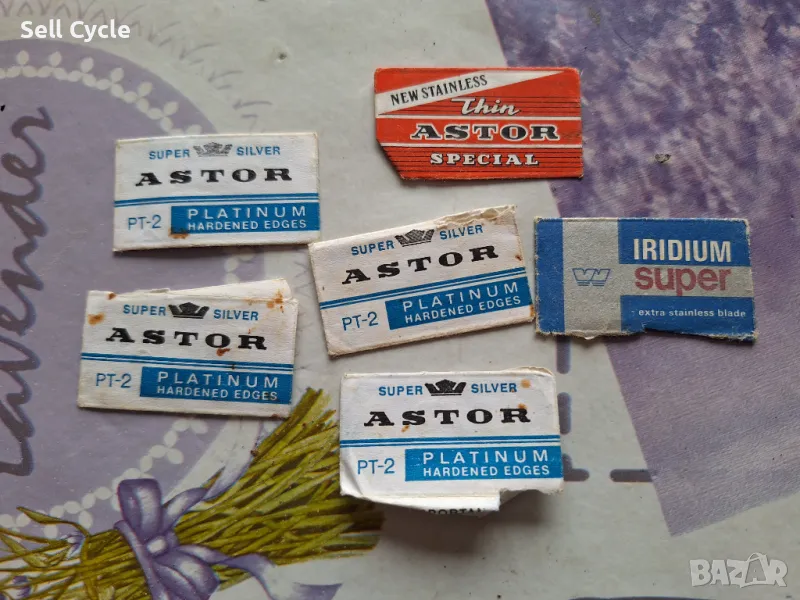 Sell Cycle
NEW STAINLESS
Thin
ASTOR
SPECIAL
SUPER SILVER
ASTOR
PT-2 PLATINUM
HARDENED EDGES
SUPER SILVER
ASTOR
PT-2 PLATINUM
HARDENED EDGES
IRIDIUM
super
extra stainless blade
SUPER SILVER
ASTOR
PT-2 PLATINUM
HARDENED EDGES
SUPER SILVER
ASTOR
PT-2 PLATINUM
HARDENED EDGES
Lavender
BAZAR